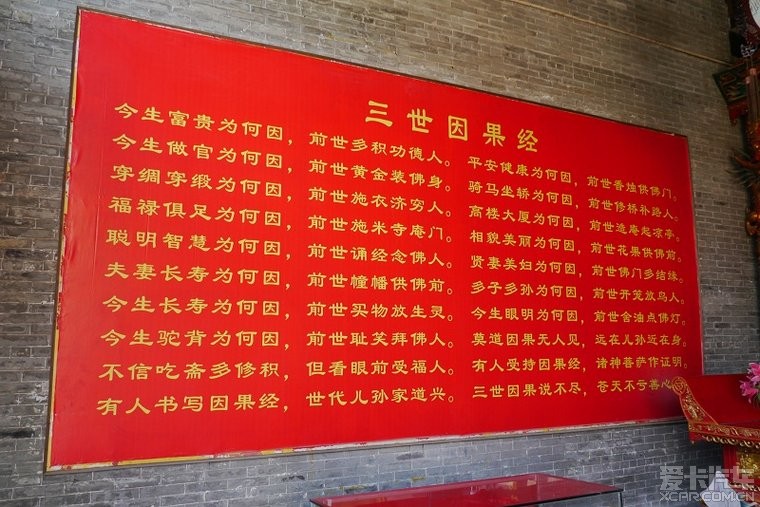 三世因果经
今生富贵为何因，前世多积功德人。
今生做官为何因，前世黄金装佛身。
穿绸穿缎为何因，前世施衣济穷人。
福禄俱足为何因，前世施米寺庵门。
聪明智慧为何因，前世诵经念佛人。
夫妻长寿为何因，前世幢幡供佛前。
今生长寿为何因，前世买物放生灵。
今生驼背为何因，前世耻笑拜佛人。
不信吃斋多修积，但看眼前受福人。
有人书写因果经，世代儿孙家道兴。
平安健康为何因，前世香烛供佛门。
骑马坐轿为何因，前世修桥补路人。
高楼大厦为何因，前世造庵起凉亭。
相貌美丽为何因，前世花果供佛前。
贤妻美妇为何因，前世佛门多结缘。
多子多孙为何因，前世开笼放鸟人。
今生眼明为何因，前世舍油点佛灯。
莫道因果无人见，远在儿孙近在身。
有人受持因果经，诸神菩萨作证明。
三世因果说不尽，苍天不亏善心
爱卡汽车
XCAR.COM.CN